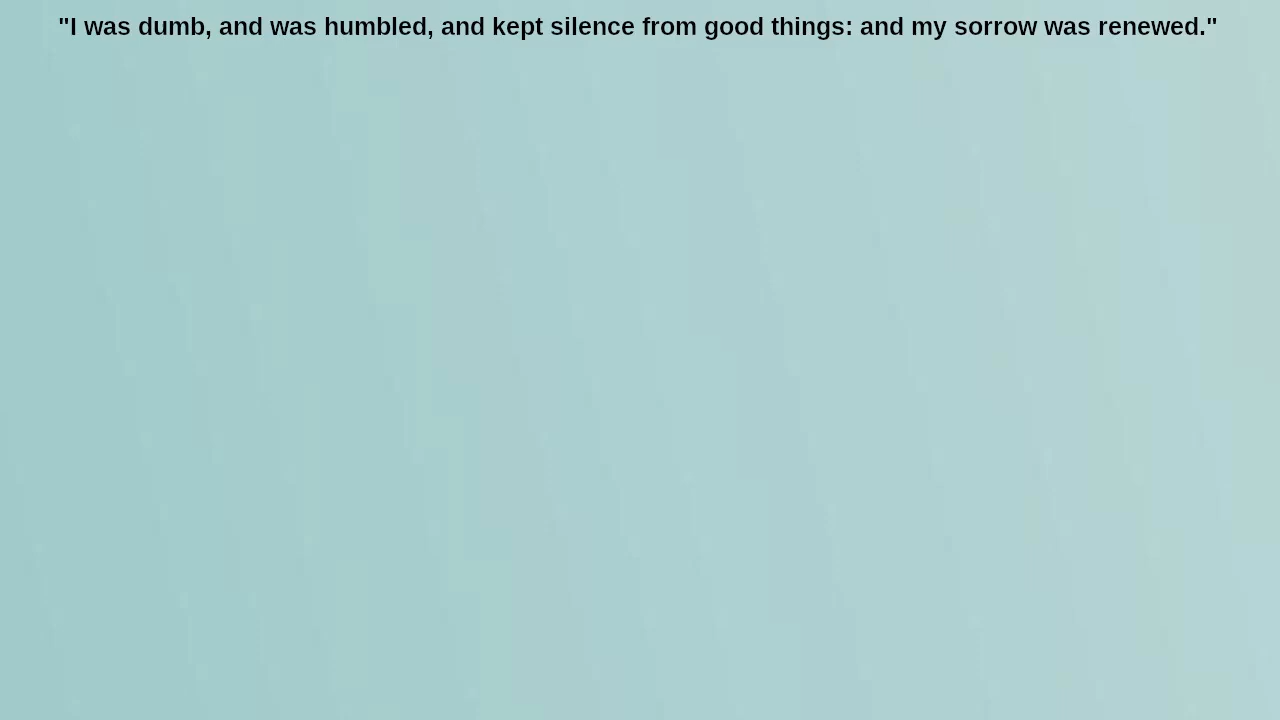 "I was dumb, and was humbled, and kept silence from good things: and my sorrow was renewed."